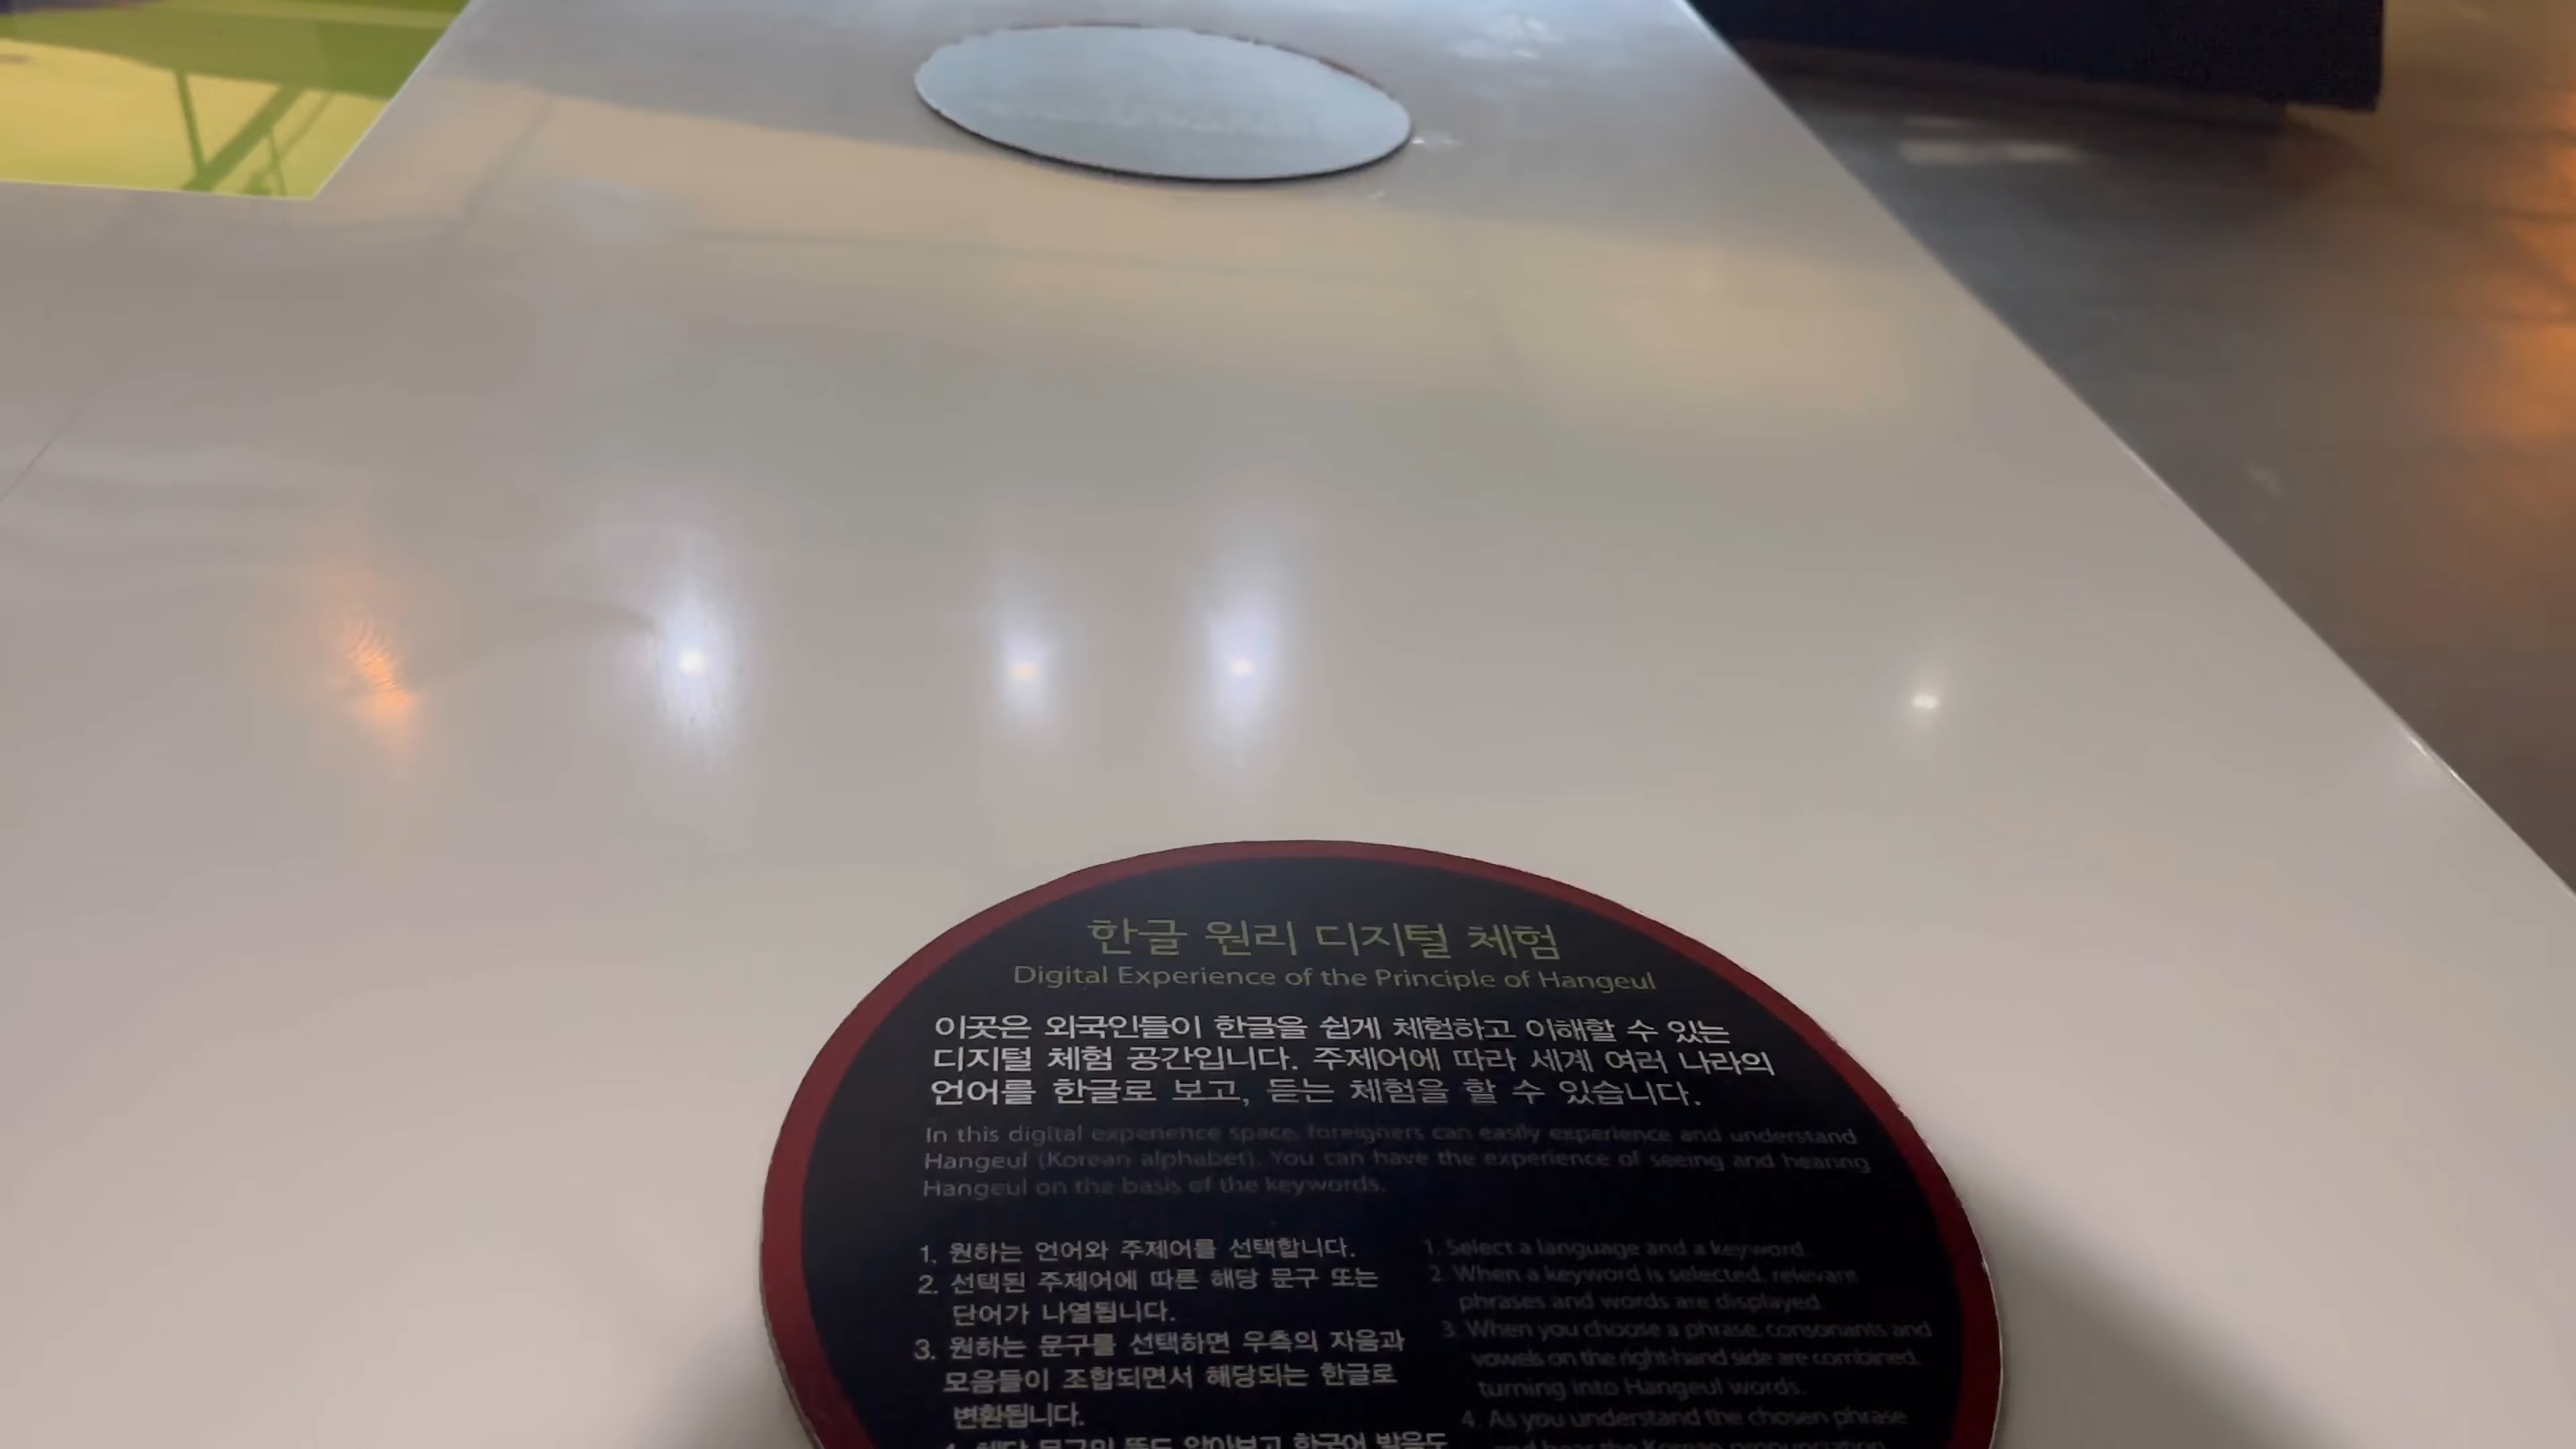 한글 원리 디지털 체험
Digital Experience of the Principle of Hangeul
이곳은 외국인들이 한글을 쉽게 체험하고 이해할 수 있는
디지털 체험 공간입니다. 주제어에 따라 세계 여러 나라의
언어를 한글로 보고, 듣는 체험을 할 수 있습니다.
In this digital experience space, foreigners can easily experience and understand
Hangeul (Korean alphabet). You can have the experience of seeing and hearing
Hangeul on the basis of the keywords.
1. 원하는 언어와 주제어를 선택합니다.
2. 선택된 주제어에 따른 해당 문구 또는
단어가 나열됩니다.
3. 원하는 문구를 선택하면 우측의 자음과
모음들이 조합되면서 해당되는 한글로
변환됩니다.
1. Select a language and a keyword.
2. When a keyword is selected, relevant
phrases and words are displayed.
3. When you choose a phrase, consonants and
vowels on the right-hand side are combined,
turning into Hangeul words.
4. As you understand the chosen phrase